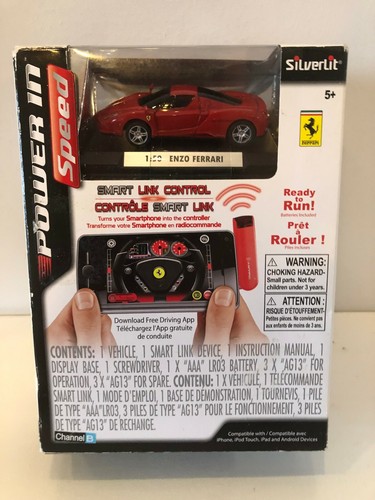 POWER IN
Speed
Silverlit
5+
1:50 ENZO FERRARI
Ferrari
SMART LINK CONTROL
CONTRÔLE SMART LINK
Turns your Smartphone into the controller
Transforme votre Smartphone en radiocommande
Ready
to
Run!
Batteries Included
Prêt
à
Rouler !
Piles incluses
WARNING:
CHOKING HAZARD-
Small parts. Not for
children under 3 years.
ATTENTION :
RISQUE D'ÉTOUFFEMENT-
Petites pièces. Ne convient pas
aux enfants de moins de 3 ans.
Download Free Driving App
Téléchargez l'App gratuite
de conduite
CONTENTS: 1 VEHICLE, 1 SMART LINK DEVICE, 1 INSTRUCTION MANUAL, 1
DISPLAY BASE, 1 SCREWDRIVER, 1 X "AAA" LR03 BATTERY, 3 X "AG13" FOR
OPERATION, 3 X "AG13" FOR SPARE. CONTENU: 1 VÉHICULE, 1 TÉLÉCOMMANDE
SMART LINK, 1 MODE D'EMPLOI, 1 BASE DE DÉMONSTRATION, 1 TOURNEVIS, 1 PILE
DE TYPE "AAA"LR03, 3 PILES DE TYPE "AG13" POUR LE FONCTIONNEMENT, 3 PILES
DE TYPE "AG13" DE RECHANGE.
Channel B
Compatible with / Compatible avec
iPhone, iPod Touch, iPad and Android Devices